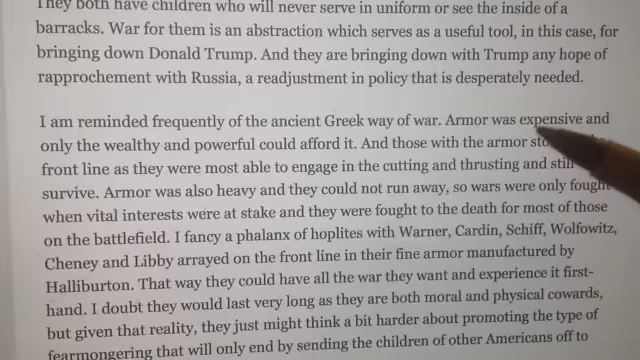 They both have children who will never serve in uniform or see the inside of a
barracks. War for them is an abstraction which serves as a useful tool, in this case, for
bringing down Donald Trump. And they are bringing down with Trump any hope of
rapprochement with Russia, a readjustment in policy that is desperately needed.
I am reminded frequently of the ancient Greek way of war. Armor was expensive and
only the wealthy and powerful could afford it. And those with the armor
front line as they were most able to engage in the cutting and thrusting and still
survive. Armor was also heavy and they could not run away, so wars were only fought
when vital interests were at stake and they were fought to the death for most of those
on the battlefield. I fancy a phalanx of hoplites with Warner, Cardin, Schiff, Wolfowitz,
Cheney and Libby arrayed on the front line in their fine armor manufactured by
Halliburton. That way they could have all the war they want and experience it first-
hand. I doubt they would last very long as they are both moral and physical cowards,
but given that reality, they just might think a bit harder about promoting the type of
fearmongering that will only end by sending the children of other Americans off to